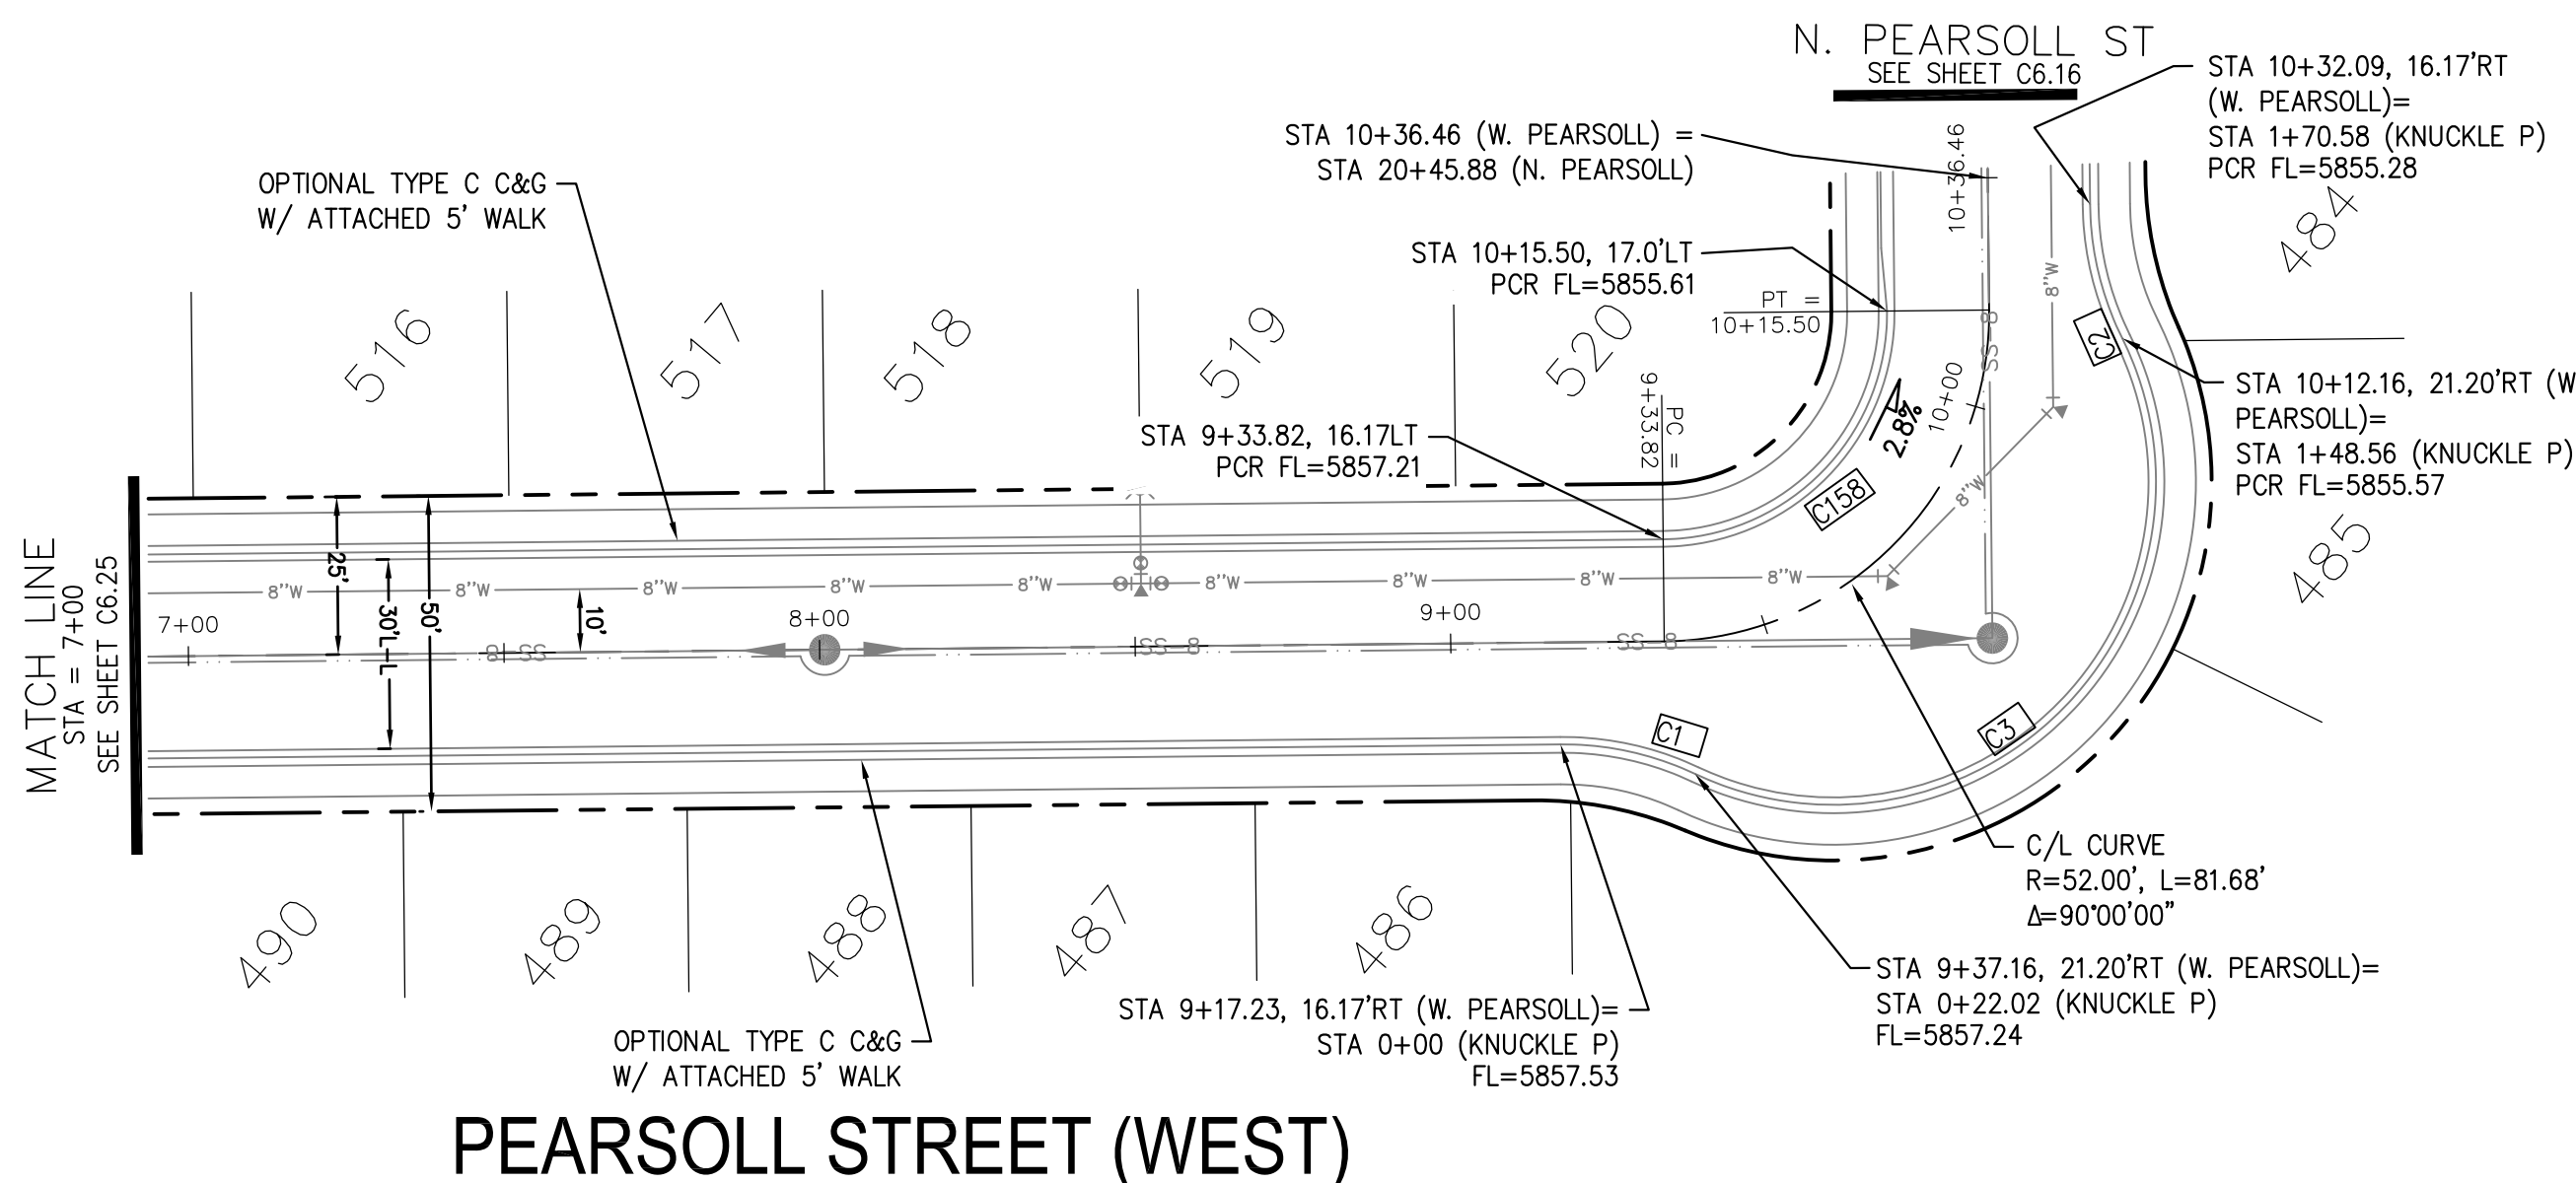 N. PEARSOLL ST
SEE SHEET C6.16
STA 10+32.09, 16.17'RT
(W. PEARSOLL)=
STA 1+70.58 (KNUCKLE P)
PCR FL=5855.28
STA 10+36.46 (W. PEARSOLL) =
STA 20+45.88 (N. PEARSOLL)
10+36.46
OPTIONAL TYPE C C&G
W/ ATTACHED 5' WALK
STA 10+15.50, 17.0'LT
PCR FL=5855.61
PT =
10+15.50
484
8"W
516
517
518
519
520
C2
STA 10+12.16, 21.20'RT (W
PEARSOLL)=
STA 1+48.56 (KNUCKLE P)
PCR FL=5855.57
STA 9+33.82, 16.17LT
PCR FL=5857.21
PC =
9+33.82
2.8%
10+00
C158
8"W
SS 8
485
MATCH LINE
STA = 7+00
SEE SHEET C6.25
25'
30'L-L
50'
10'
8"W
8"W
8"W
8"W
8"W
8"W
8"W
8"W
8"W
7+00
8+00
9+00
8 SS
SS 8
SS 8
C1
C3
C/L CURVE
R=52.00', L=81.68'
Δ=90°00'00"
490
489
488
487
486
STA 9+37.16, 21.20'RT (W. PEARSOLL)=
STA 0+22.02 (KNUCKLE P)
FL=5857.24
STA 9+17.23, 16.17'RT (W. PEARSOLL)=
STA 0+00 (KNUCKLE P)
FL=5857.53
OPTIONAL TYPE C C&G
W/ ATTACHED 5' WALK
PEARSOLL STREET (WEST)